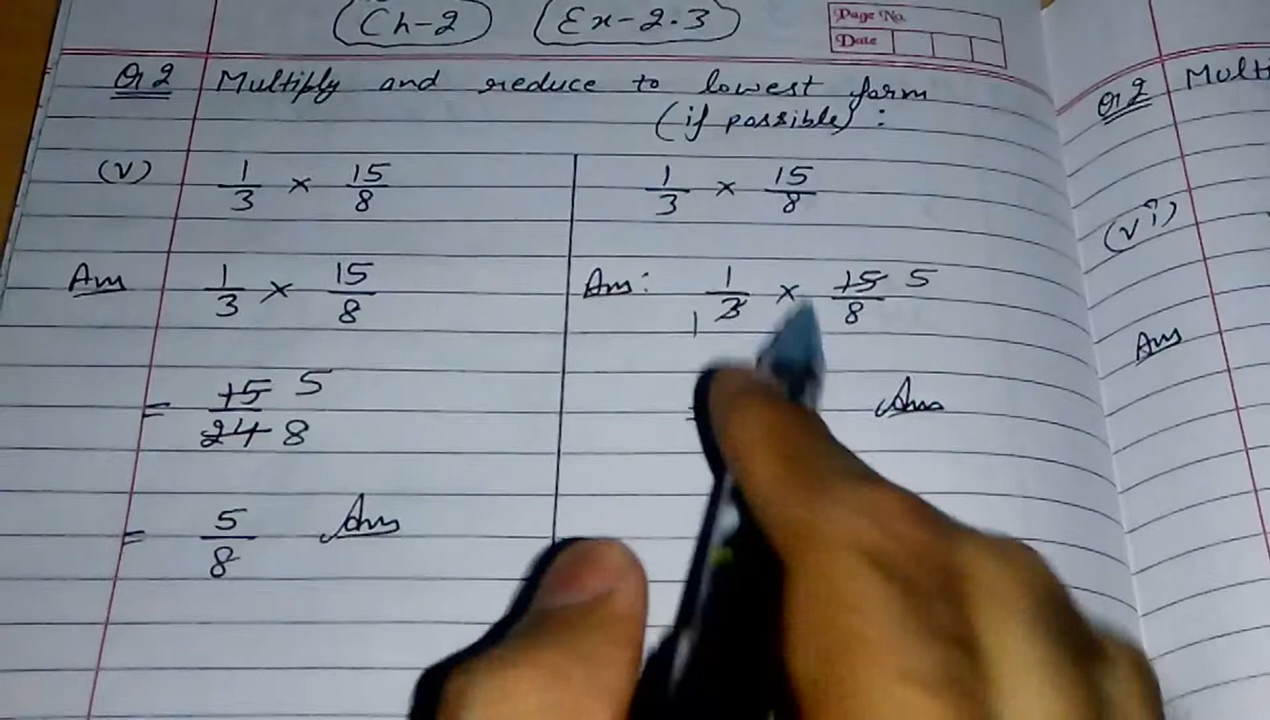 (Ch-2) (Ex-2.3)
Page No.
Date
Q2 Multiply and reduce to lowest form
(if possible) :
(v) 1/3 × 15/8
Ans 1/3 × 15/8
= 15/24 5/8
= 5/8 Ans
1/3 × 15/8
Ans: 1/3 × 15/8 5
1
= Ans
Q2 Multi
(vi)
Ans